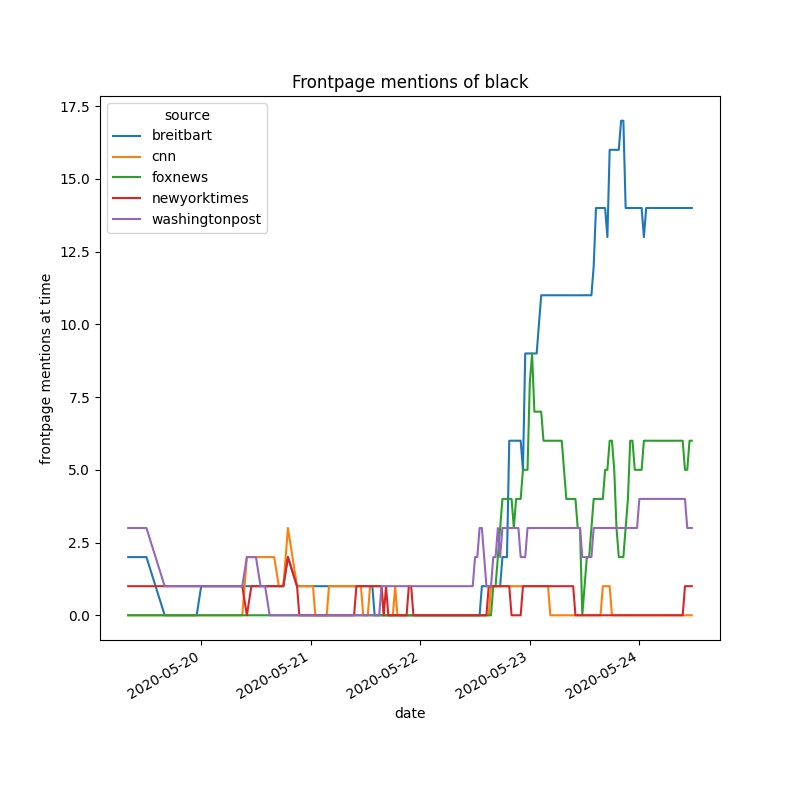 Frontpage mentions of black
source
breitbart
cnn
foxnews
newyorktimes
washingtonpost
17.5
15.0
12.5
10.0
7.5
5.0
2.5
0.0
frontpage mentions at time
2020-05-20
2020-05-21
2020-05-22
2020-05-23
2020-05-24
date